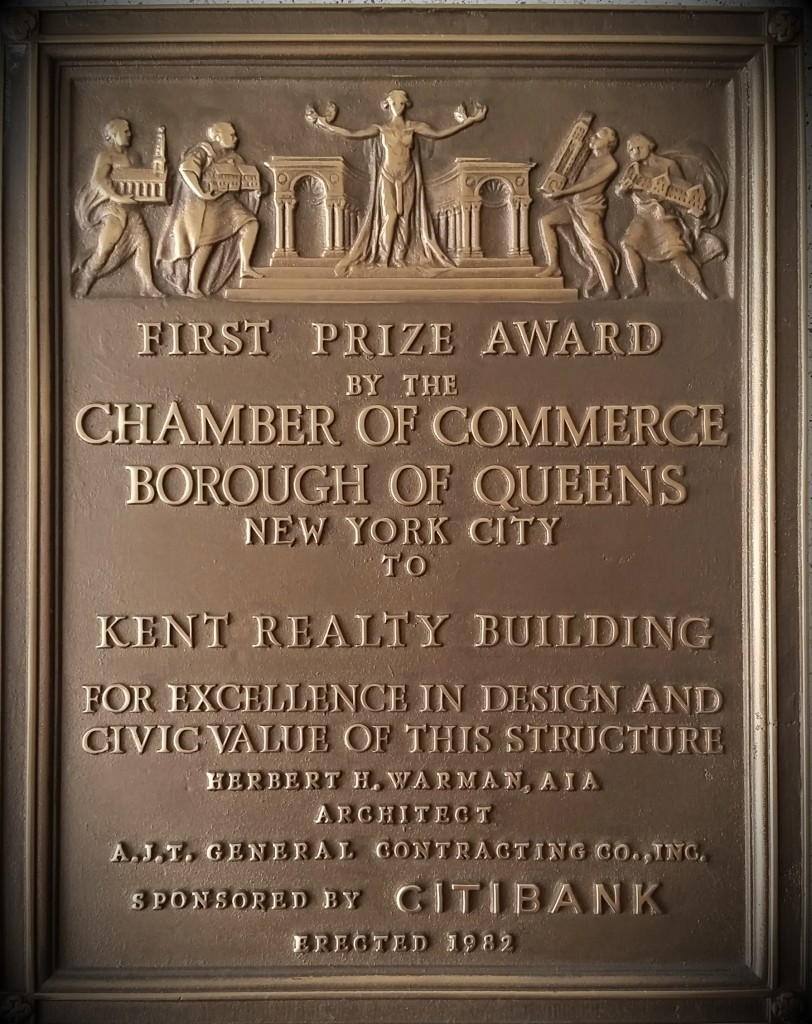 FIRST PRIZE AWARD
BY THE
CHAMBER OF COMMERCE
BOROUGH OF QUEENS
NEW YORK CITY
TO
KENT REALTY BUILDING
FOR EXCELLENCE IN DESIGN AND
CIVIC VALUE OF THIS STRUCTURE
HERBERT H. WARMAN, AIA
ARCHITECT
A.J.T. GENERAL CONTRACTING CO., INC.
SPONSORED BY CITIBANK
ERECTED 1982